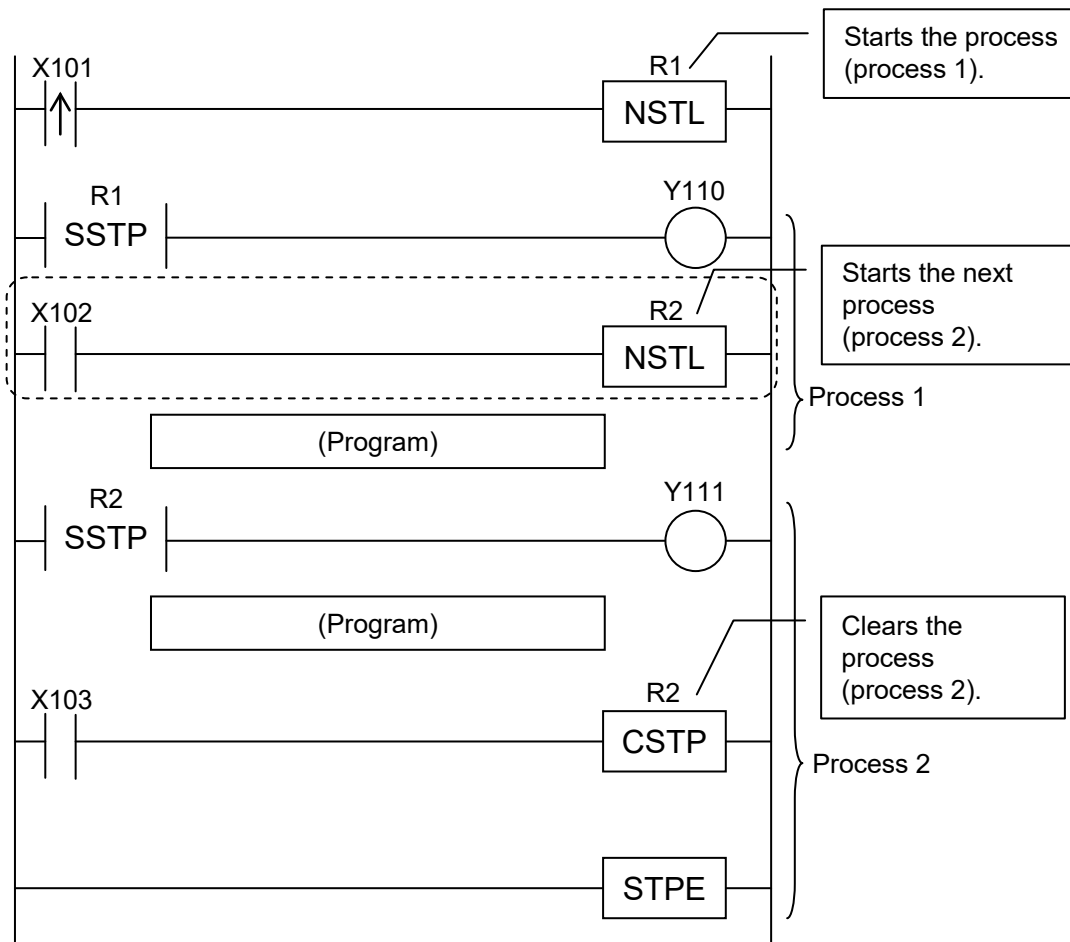 Starts the process
(process 1).
X101
R1
NSTL
R1
SSTP
Y110
Starts the next
process
(process 2).
X102
R2
NSTL
Process 1
(Program)
R2
SSTP
Y111
(Program)
Clears the
process
(process 2).
X103
R2
CSTP
Process 2
STPE